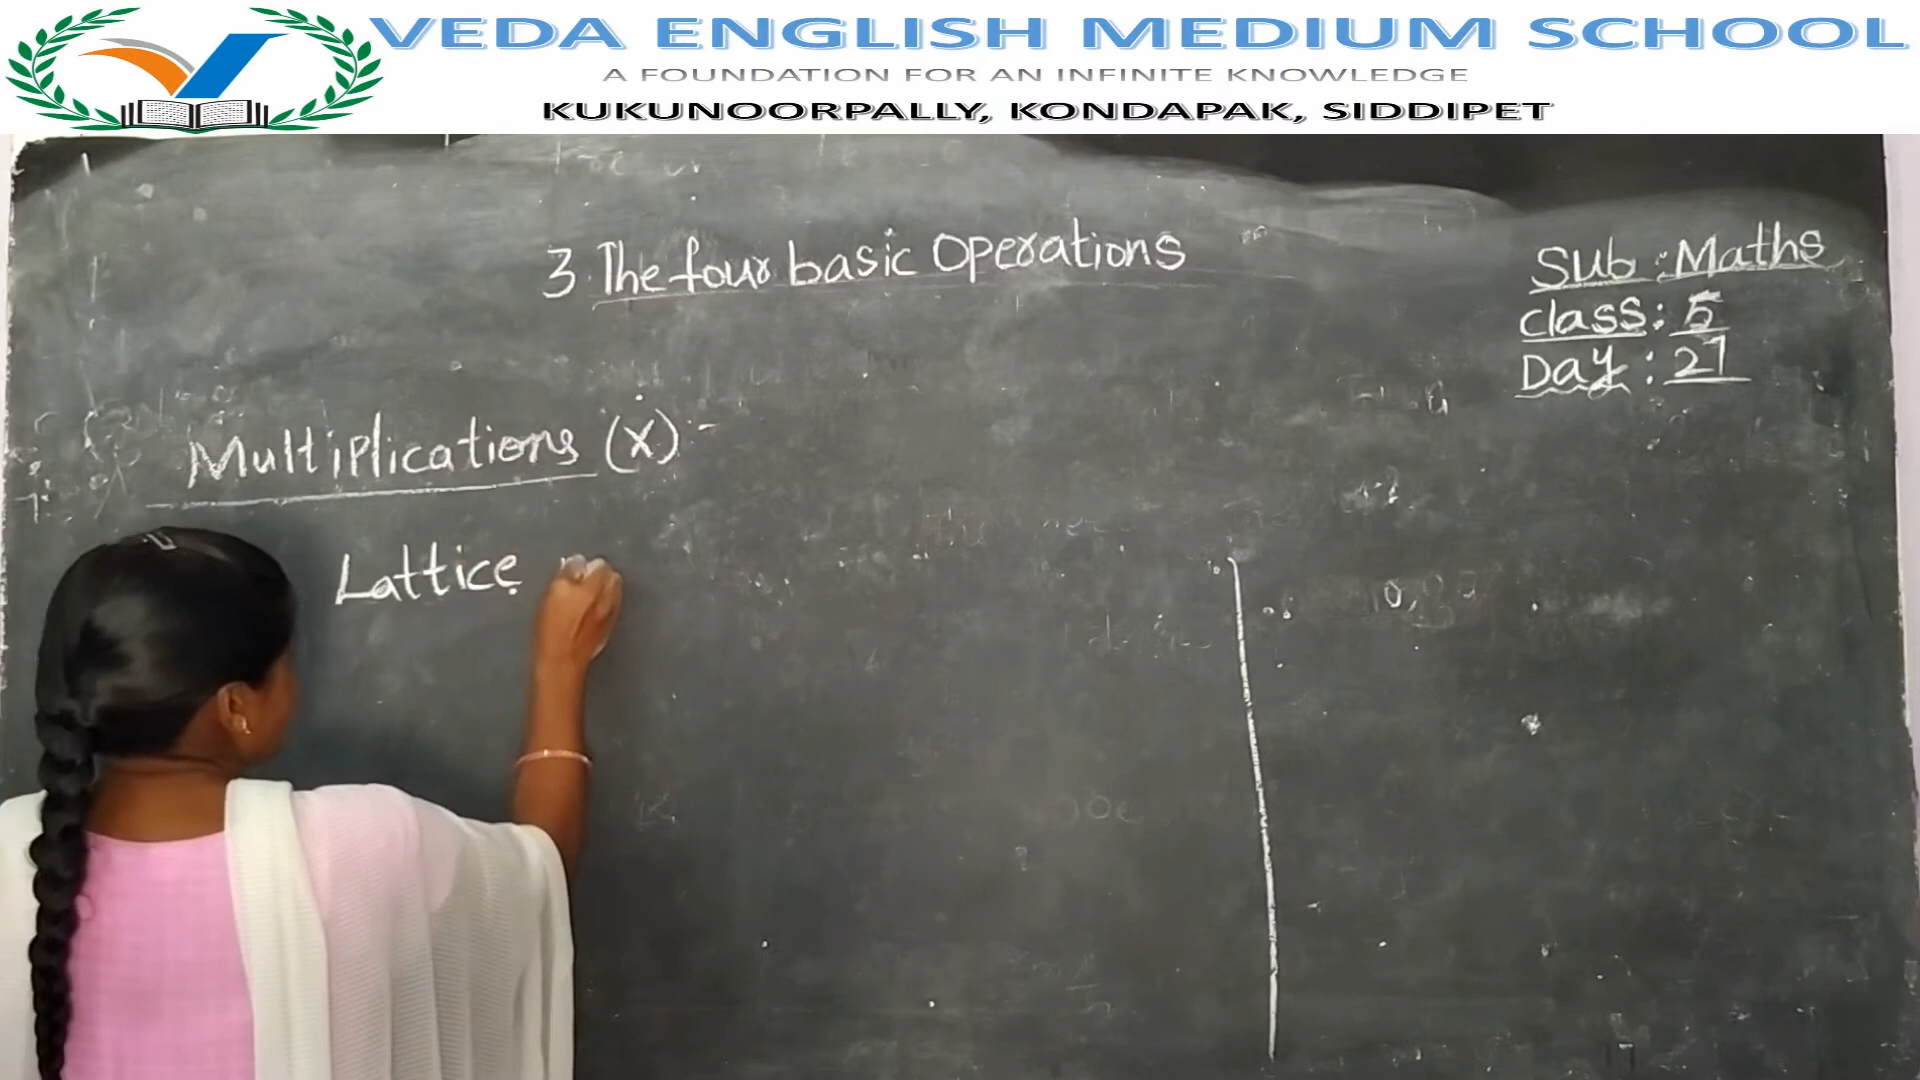 VEDA ENGLISH MEDIUM SCHOOL
A FOUNDATION FOR AN INFINITE KNOWLEDGE
KUKUNOORPALLY, KONDAPAK, SIDDIPET
3. The four basic Operations
Sub : Maths
Class : 5
Day : 27
Multiplications (x) :-
Lattice